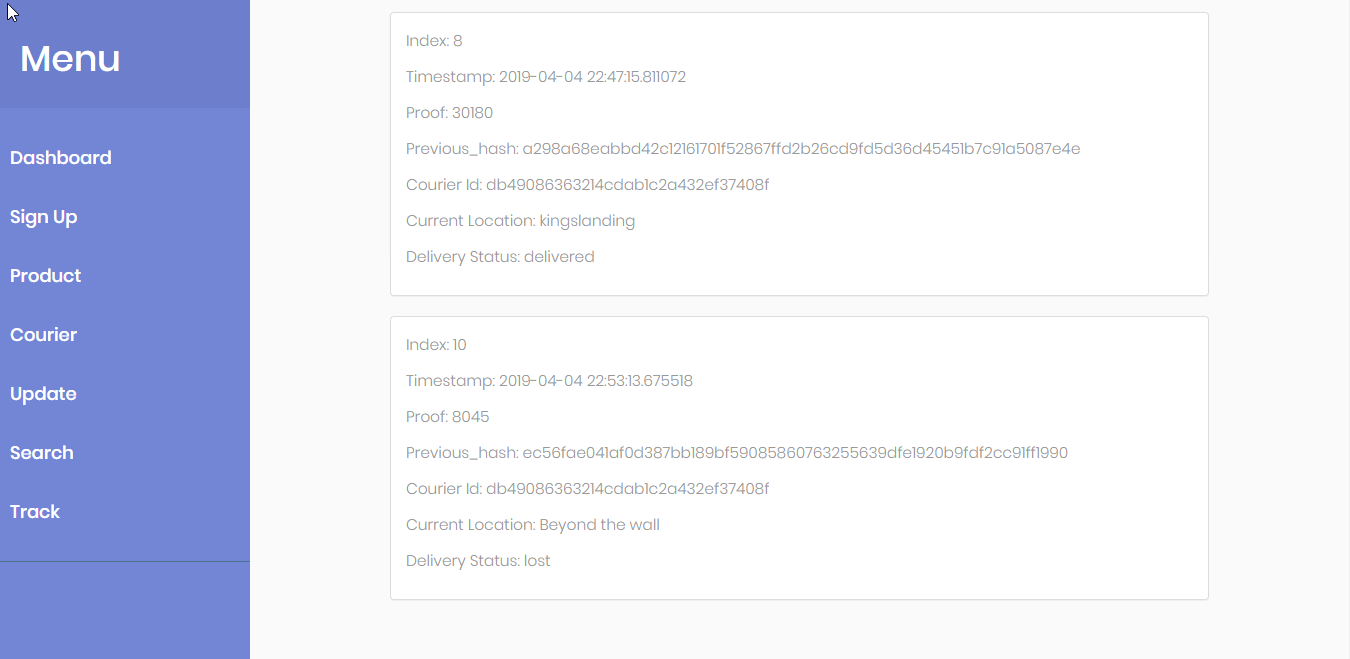 Menu
Dashboard
Sign Up
Product
Courier
Update
Search
Track
Index: 8
Timestamp: 2019-04-04 22:47:15.811072
Proof: 30180
Previous_hash: a298a68eabbd42c12161701f52867ffd2b26cd9fd5d36d45451b7c91a5087e4e
Courier Id: db49086363214cdab1c2a432ef37408f
Current Location: kingslanding
Delivery Status: delivered
Index: 10
Timestamp: 2019-04-04 22:53:13.675518
Proof: 8045
Previous_hash: ec56fae041af0d387bb189bf59085860763255639dfe1920b9fdf2cc91ff1990
Courier Id: db49086363214cdab1c2a432ef37408f
Current Location: Beyond the wall
Delivery Status: lost